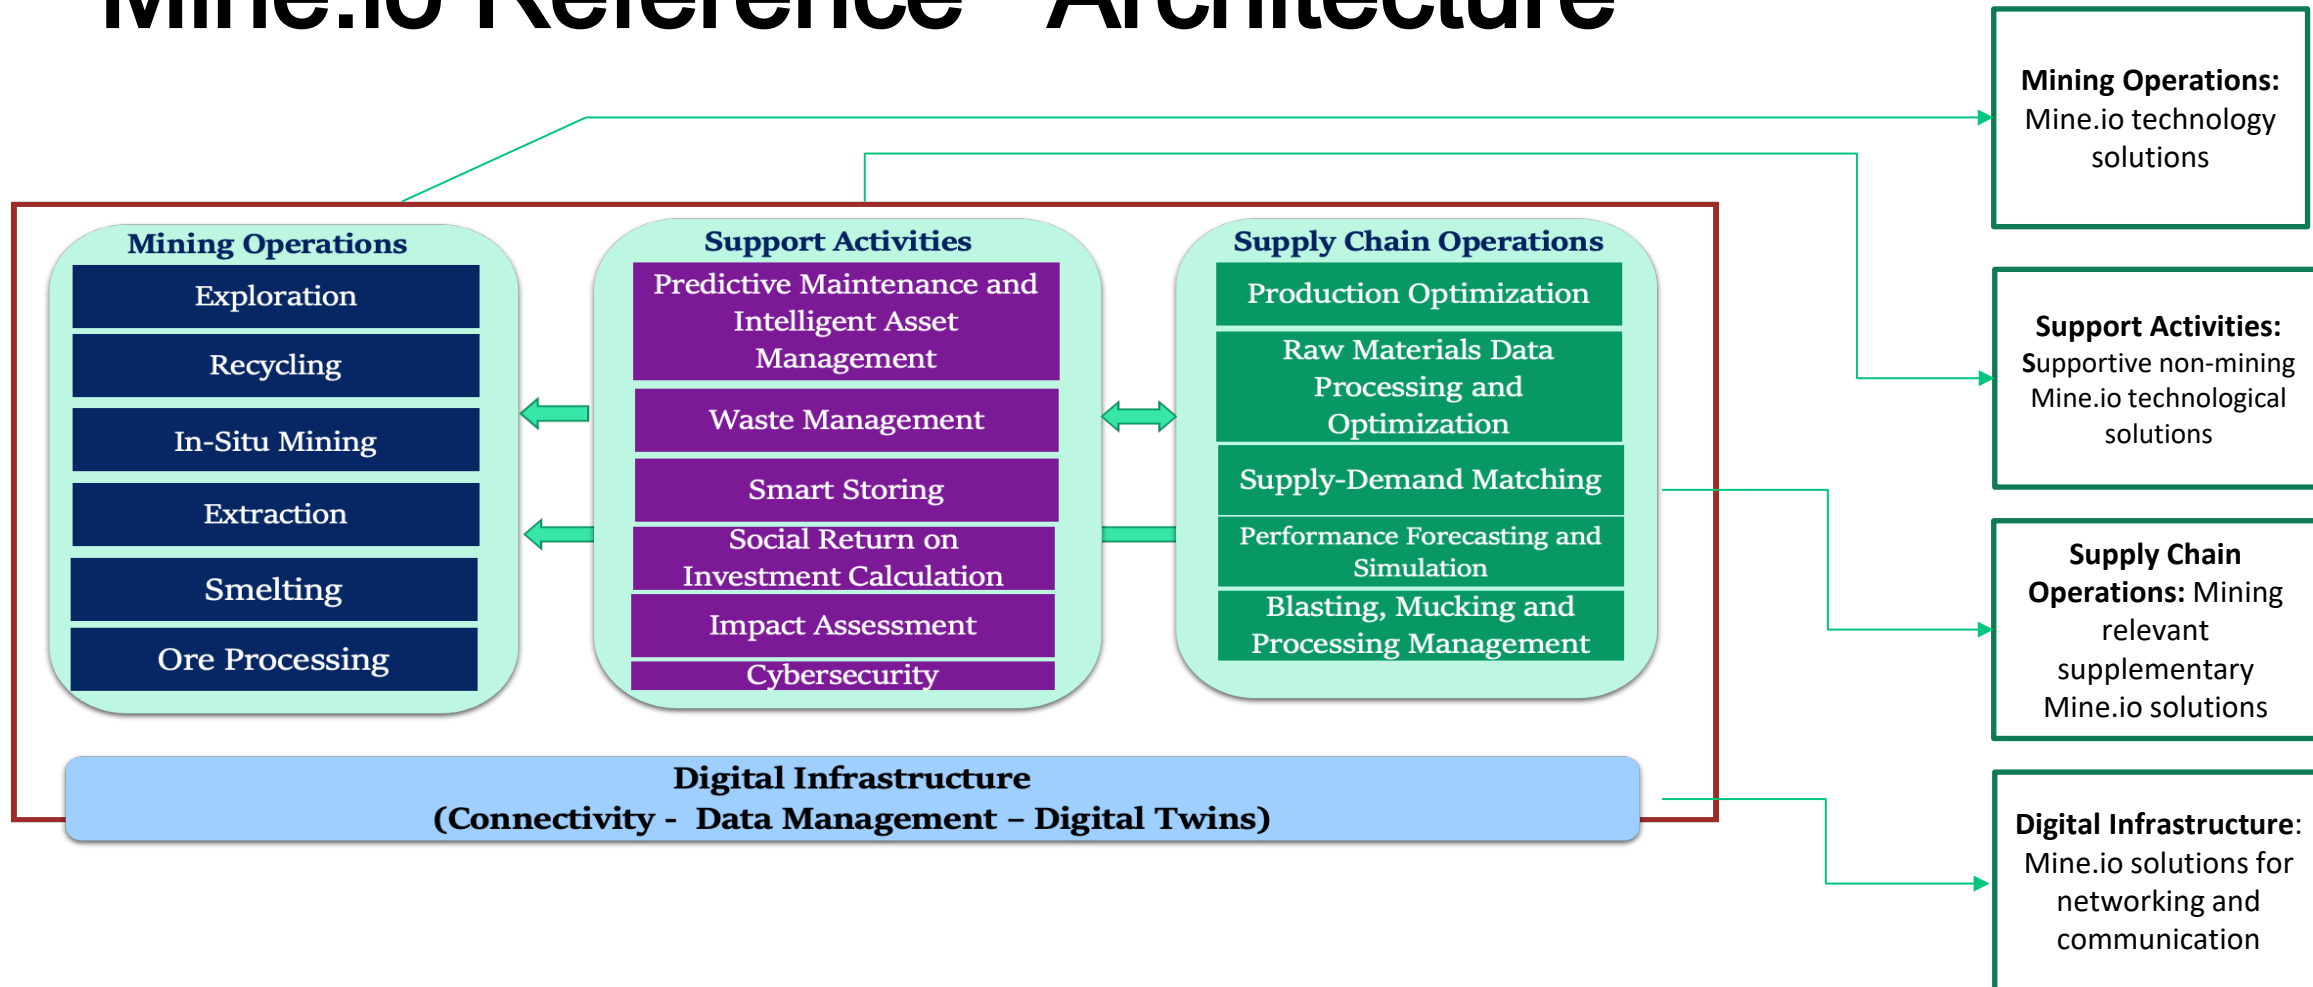 Mine.io Reference Architecture
Mining Operations:
Mine.io technology
solutions
Mining Operations
Exploration
Recycling
In-Situ Mining
Extraction
Smelting
Ore Processing
Support Activities
Predictive Maintenance and
Intelligent Asset
Management
Waste Management
Smart Storing
Social Return on
Investment Calculation
Impact Assessment
Cybersecurity
Supply Chain Operations
Production Optimization
Raw Materials Data
Processing and
Optimization
Supply-Demand Matching
Performance Forecasting and
Simulation
Blasting, Mucking and
Processing Management
Support Activities:
Supportive non-mining
Mine.io technological
solutions
Supply Chain
Operations: Mining
relevant
supplementary
Mine.io solutions
Digital Infrastructure
(Connectivity - Data Management – Digital Twins)
Digital Infrastructure:
Mine.io solutions for
networking and
communication